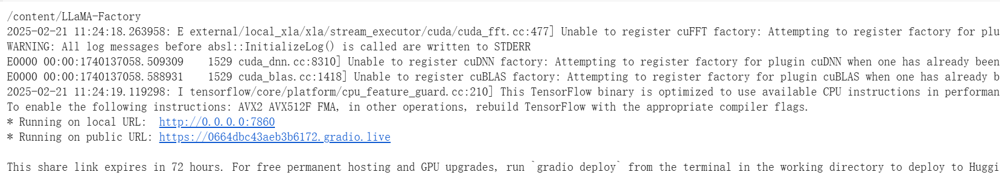 /content/LLaMA-Factory
2025-02-21 11:24:18.263958: E external/local_xla/xla/stream_executor/cuda/cuda_fft.cc:477] Unable to register cuFFT factory: Attempting to register factory for plu
WARNING: All log messages before absl::InitializeLog() is called are written to STDERR
E0000 00:00:1740137058.509309    1529 cuda_dnn.cc:8310] Unable to register cuDNN factory: Attempting to register factory for plugin cuDNN when one has already been
E0000 00:00:1740137058.588931    1529 cuda_blas.cc:1418] Unable to register cuBLAS factory: Attempting to register factory for plugin cuBLAS when one has already b
2025-02-21 11:24:19.119298: I tensorflow/core/platform/cpu_feature_guard.cc:210] This TensorFlow binary is optimized to use available CPU instructions in performan
To enable the following instructions: AVX2 AVX512F FMA, in other operations, rebuild TensorFlow with the appropriate compiler flags.
* Running on local URL:  http://0.0.0.0:7860
* Running on public URL: https://0664dbc43aeb3b6172.gradio.live
This share link expires in 72 hours. For free permanent hosting and GPU upgrades, run `gradio deploy` from the terminal in the working directory to deploy to Huggi